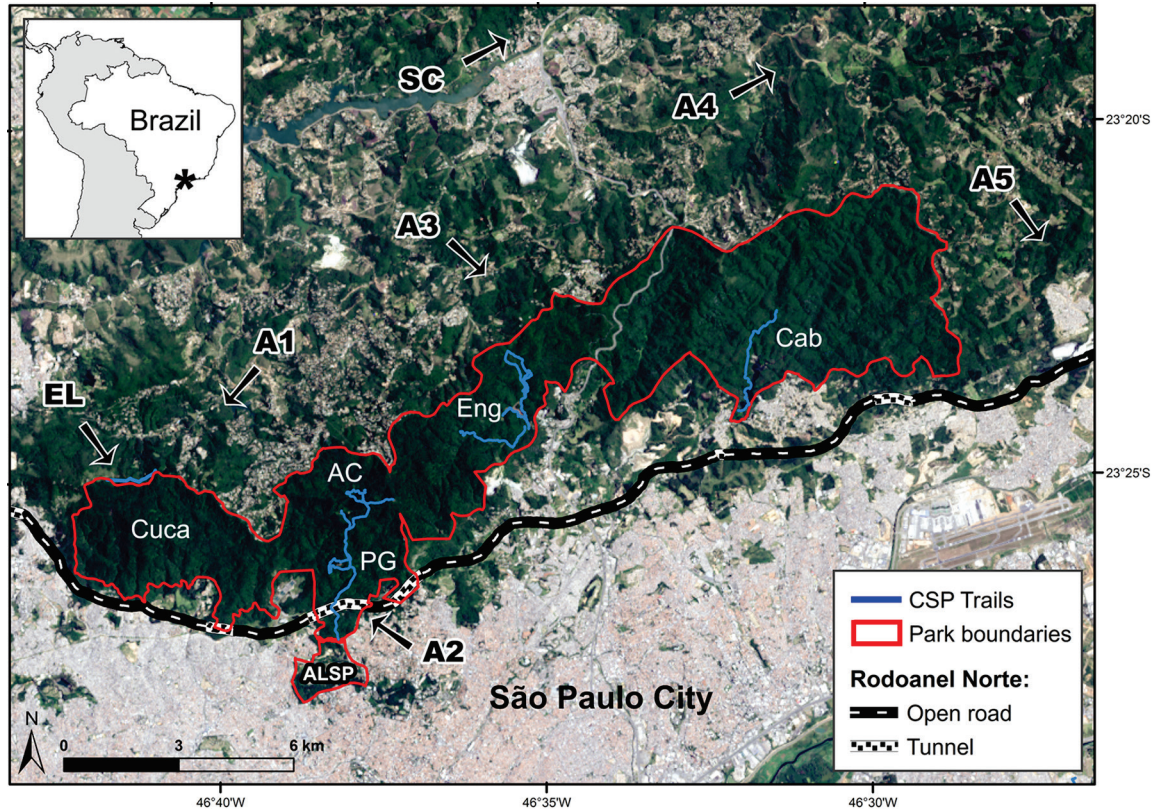 Brazil
*
SC
A4
23°20'S
A5
A3
A1
Cab
EL
Eng
AC
23°25'S
Cuca
PG
A2
ALSP
São Paulo City
CSP Trails
Park boundaries
Rodoanel Norte:
Open road
Tunnel
N
0 3 6 km
46°40'W 46°35'W 46°30'W